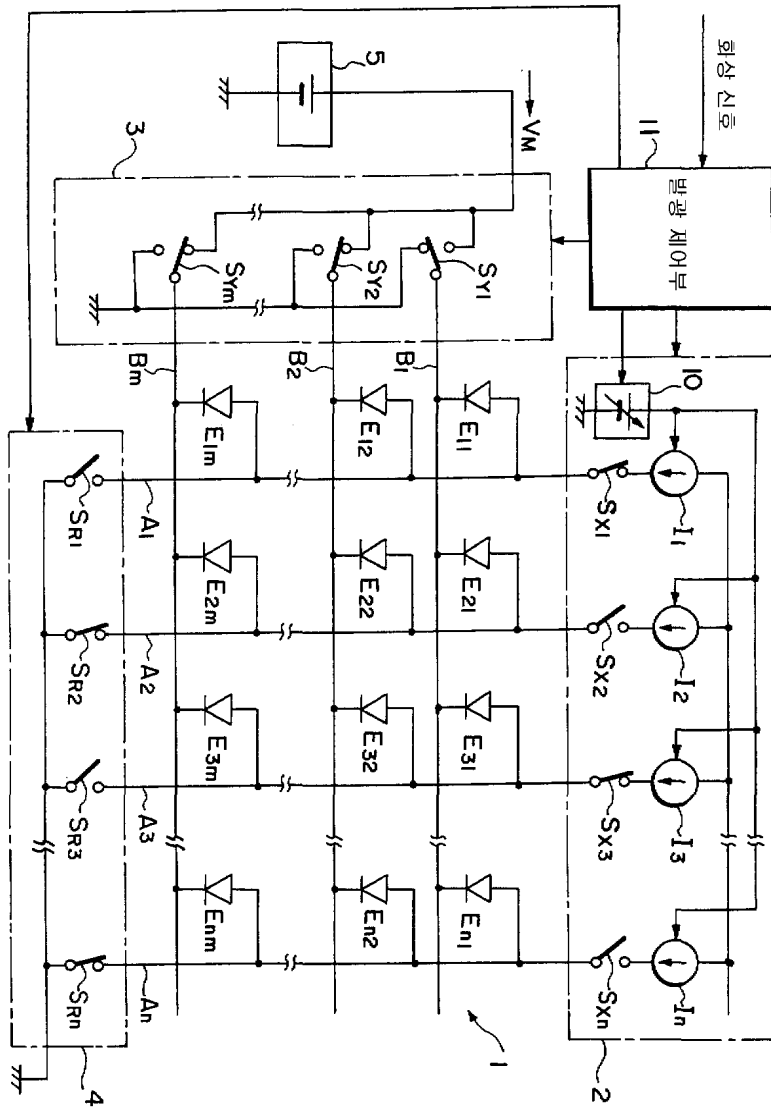 화상 신호
11
발광 제어부
10
I1 I2 I3 In
SX1 SX2 SX3 SXn
2
1
VM
5
3
SY1 B1 E11 E21 E31 En1
SY2 B2 E12 E22 E32 En2
SYm Bm E1m E2m E3m Enm
A1 A2 A3 An
SR1 SR2 SR3 SRn
4